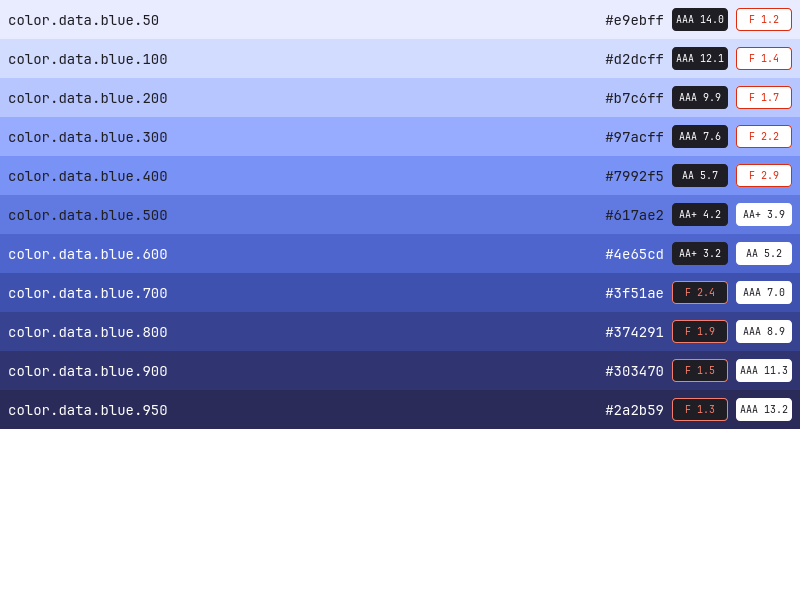 color.data.blue.50 #e9ebff AAA 14.0 F 1.2
color.data.blue.100 #d2dcff AAA 12.1 F 1.4
color.data.blue.200 #b7c6ff AAA 9.9 F 1.7
color.data.blue.300 #97acff AAA 7.6 F 2.2
color.data.blue.400 #7992f5 AA 5.7 F 2.9
color.data.blue.500 #617ae2 AA+ 4.2 AA+ 3.9
color.data.blue.600 #4e65cd AA+ 3.2 AA 5.2
color.data.blue.700 #3f51ae F 2.4 AAA 7.0
color.data.blue.800 #374291 F 1.9 AAA 8.9
color.data.blue.900 #303470 F 1.5 AAA 11.3
color.data.blue.950 #2a2b59 F 1.3 AAA 13.2